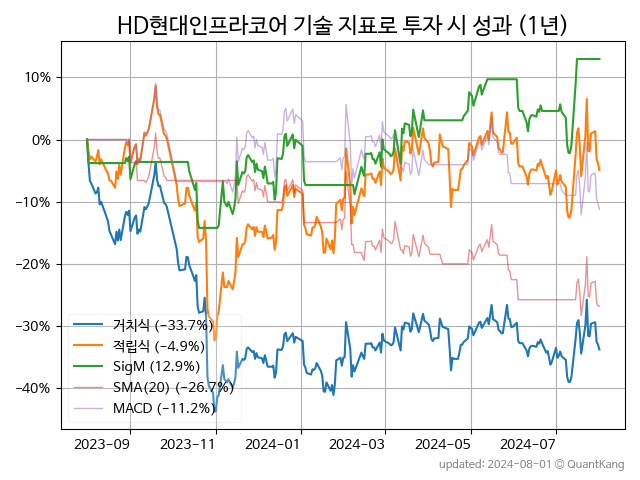 HD현대인프라코어 기술 지표로 투자 시 성과 (1년)
10%
0%
−10%
−20%
−30%
−40%
거치식 (−33.7%)
적립식 (−4.9%)
SigM (12.9%)
SMA(20) (−26.7%)
MACD (−11.2%)
2023-09
2023-11
2024-01
2024-03
2024-05
2024-07
updated: 2024-08-01 ⓒ QuantKang